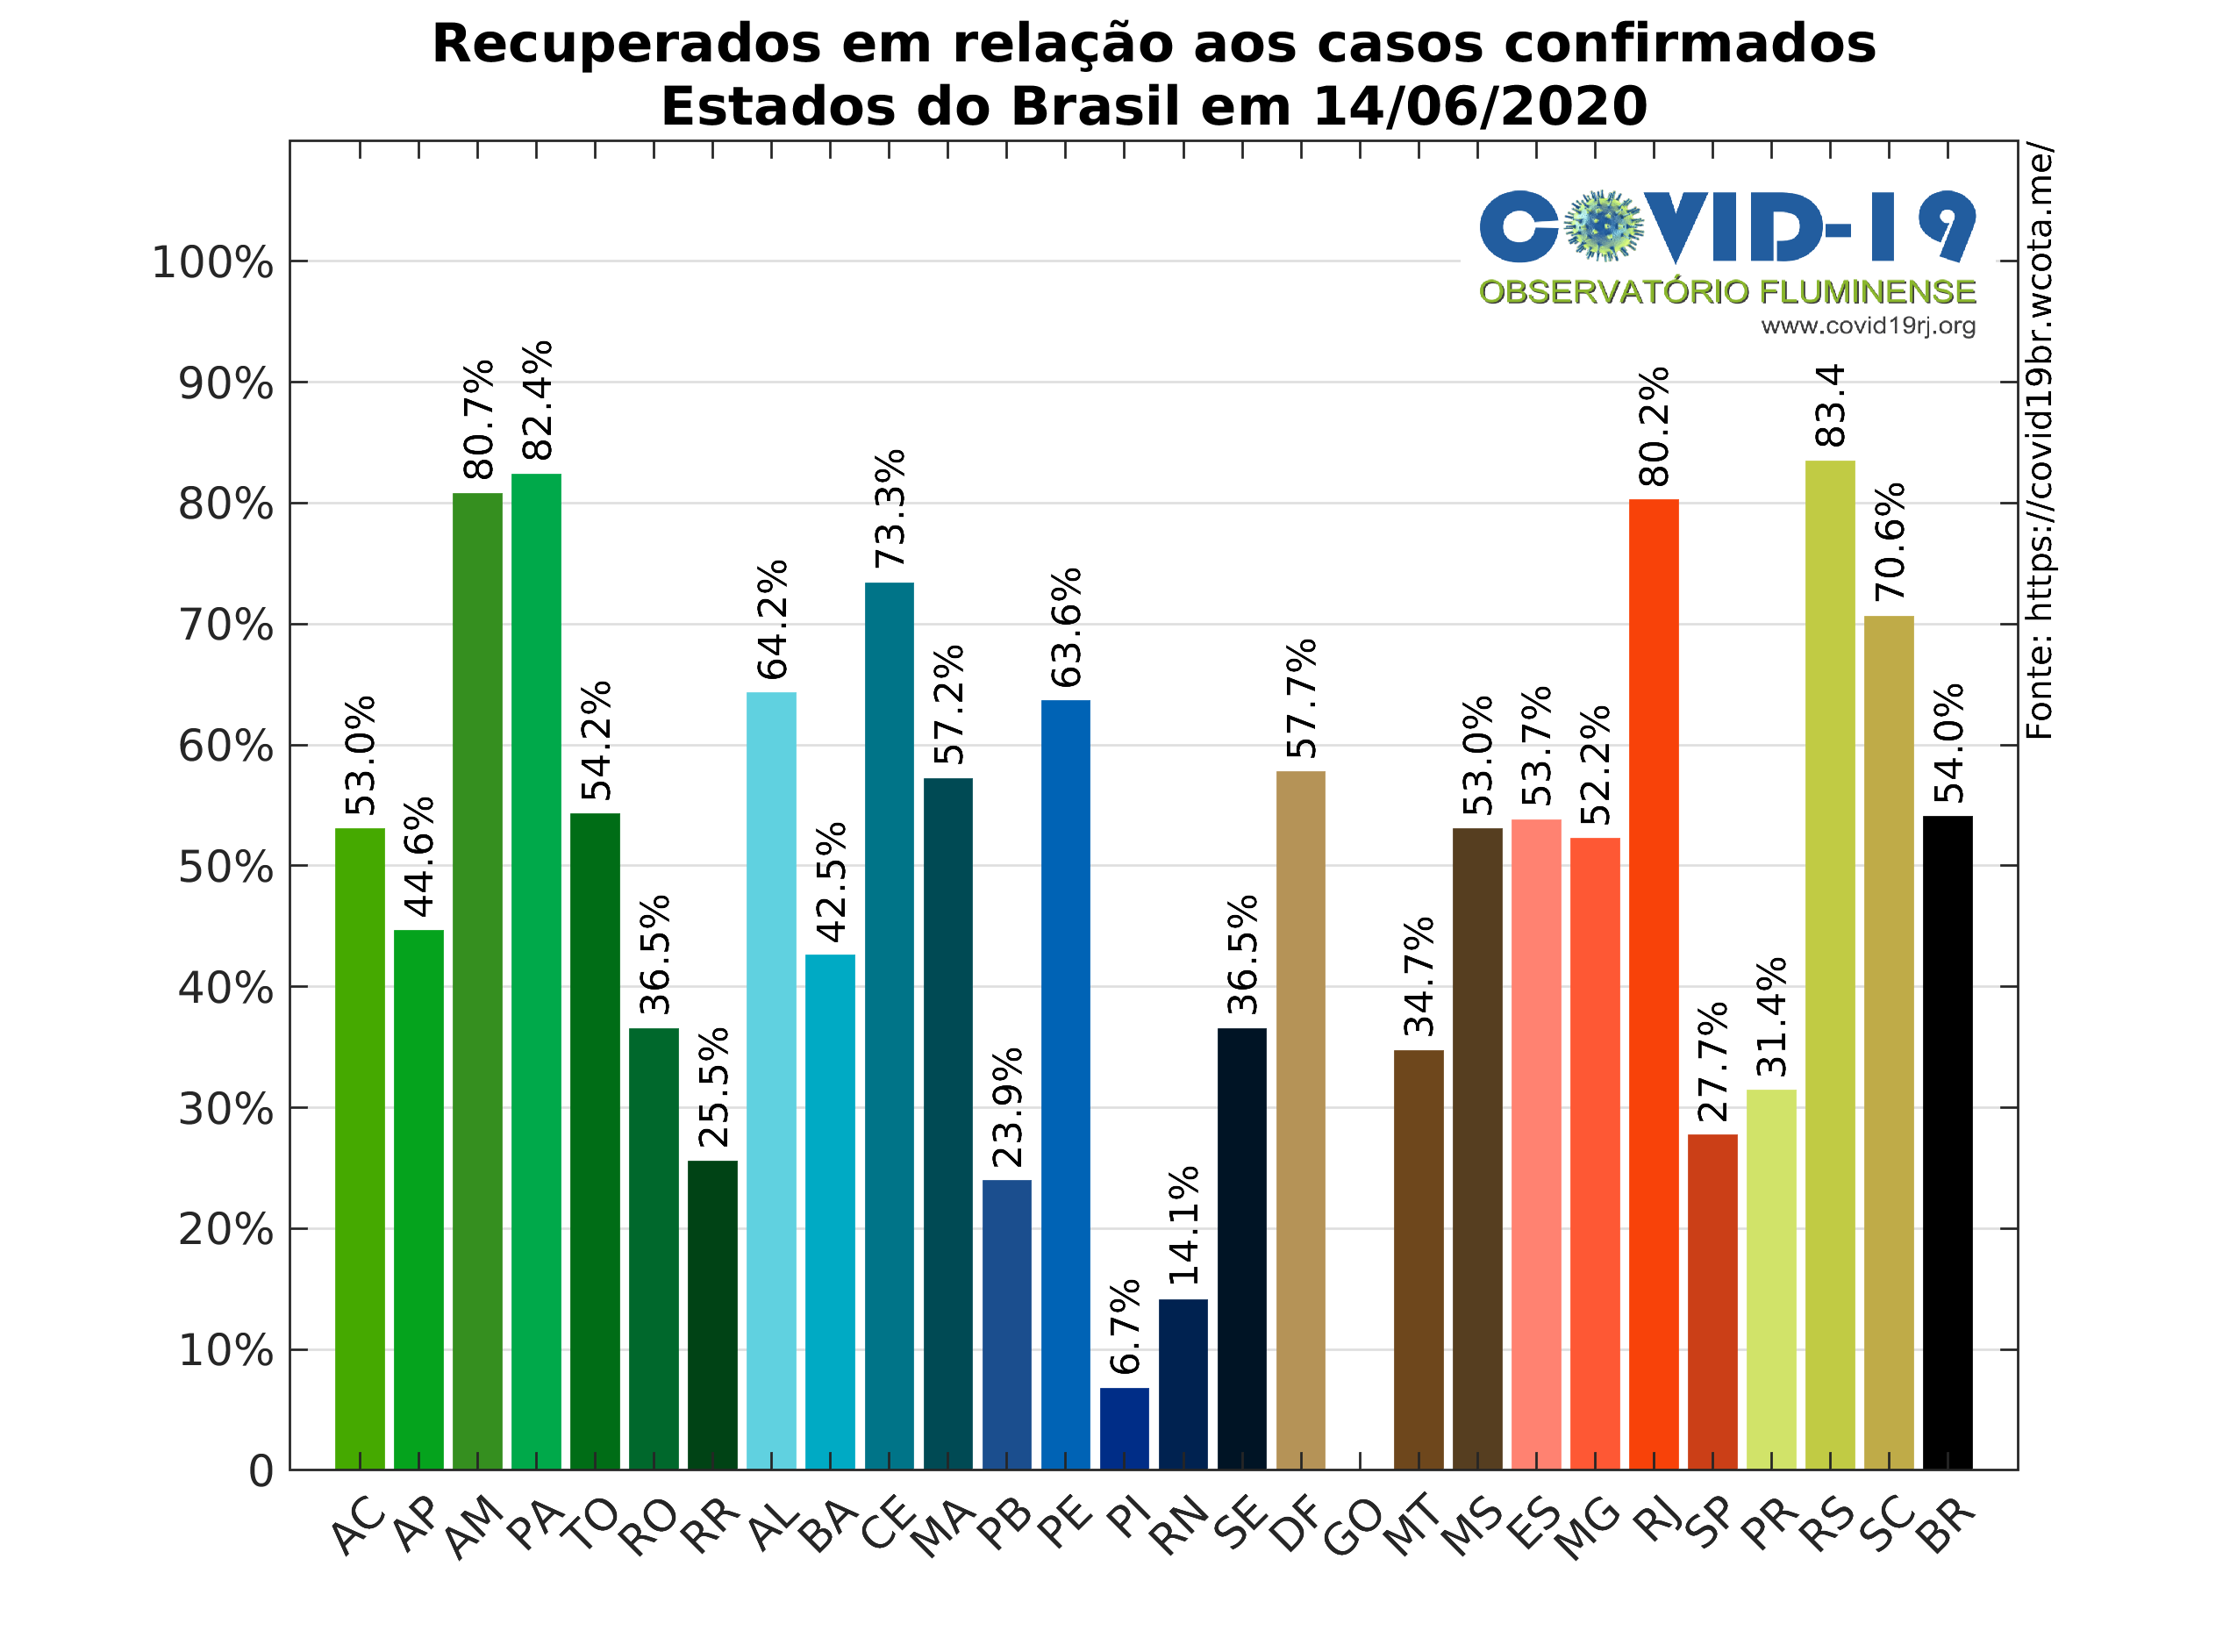 Recuperados em relação aos casos confirmados
Estados do Brasil em 14/06/2020
COVID-19
OBSERVATÓRIO FLUMINENSE
www.covid19rj.org
Fonte: https://covid19br.wcota.me/
100%
90%
80%
70%
60%
50%
40%
30%
20%
10%
0
53.0%
44.6%
80.7%
82.4%
54.2%
36.5%
25.5%
64.2%
42.5%
73.3%
57.2%
23.9%
63.6%
6.7%
14.1%
36.5%
57.7%
34.7%
53.0%
53.7%
52.2%
80.2%
27.7%
31.4%
83.4
70.6%
54.0%
AC
AP
AM
PA
TO
RO
RR
AL
BA
CE
MA
PB
PE
PI
RN
SE
DF
GO
MT
MS
ES
MG
RJ
SP
PR
RS
SC
BR